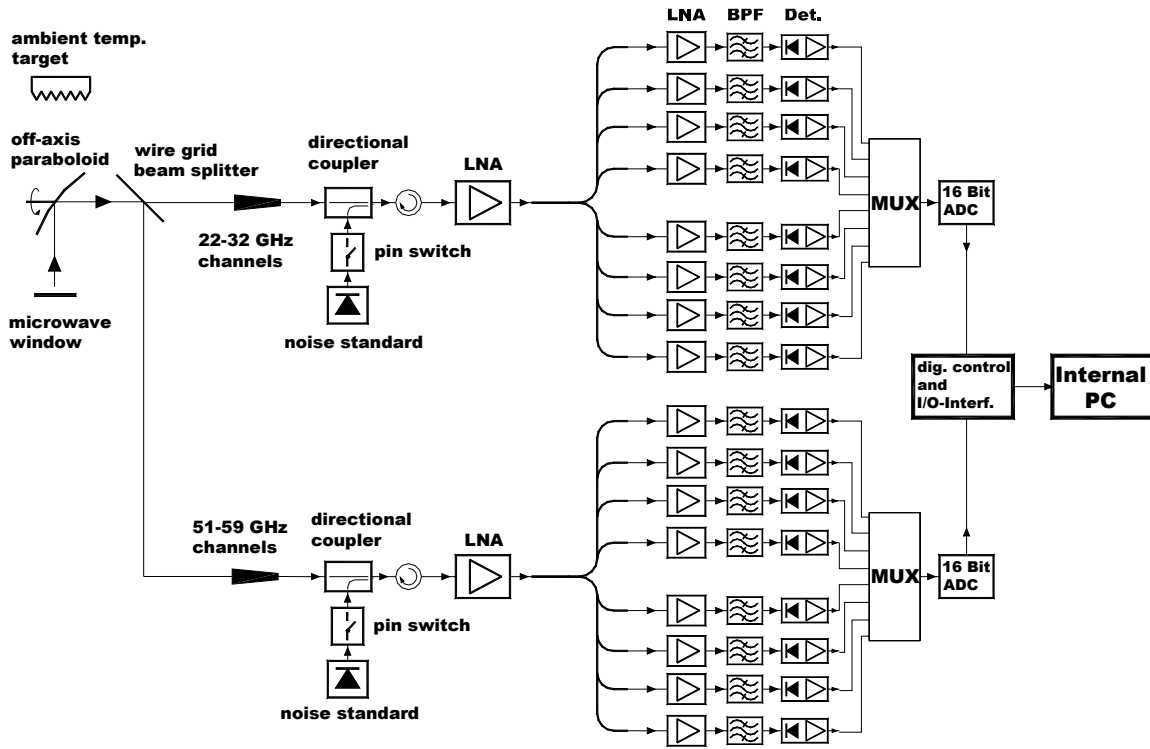 LNA BPF Det.
ambient temp.
target
off-axis
paraboloid
wire grid
beam splitter
directional
coupler
LNA
22-32 GHz
channels
pin switch
noise standard
microwave
window
MUX
16 Bit
ADC
dig. control
and
I/O-Interf.
Internal
PC
51-59 GHz
channels
directional
coupler
LNA
pin switch
noise standard
MUX
16 Bit
ADC